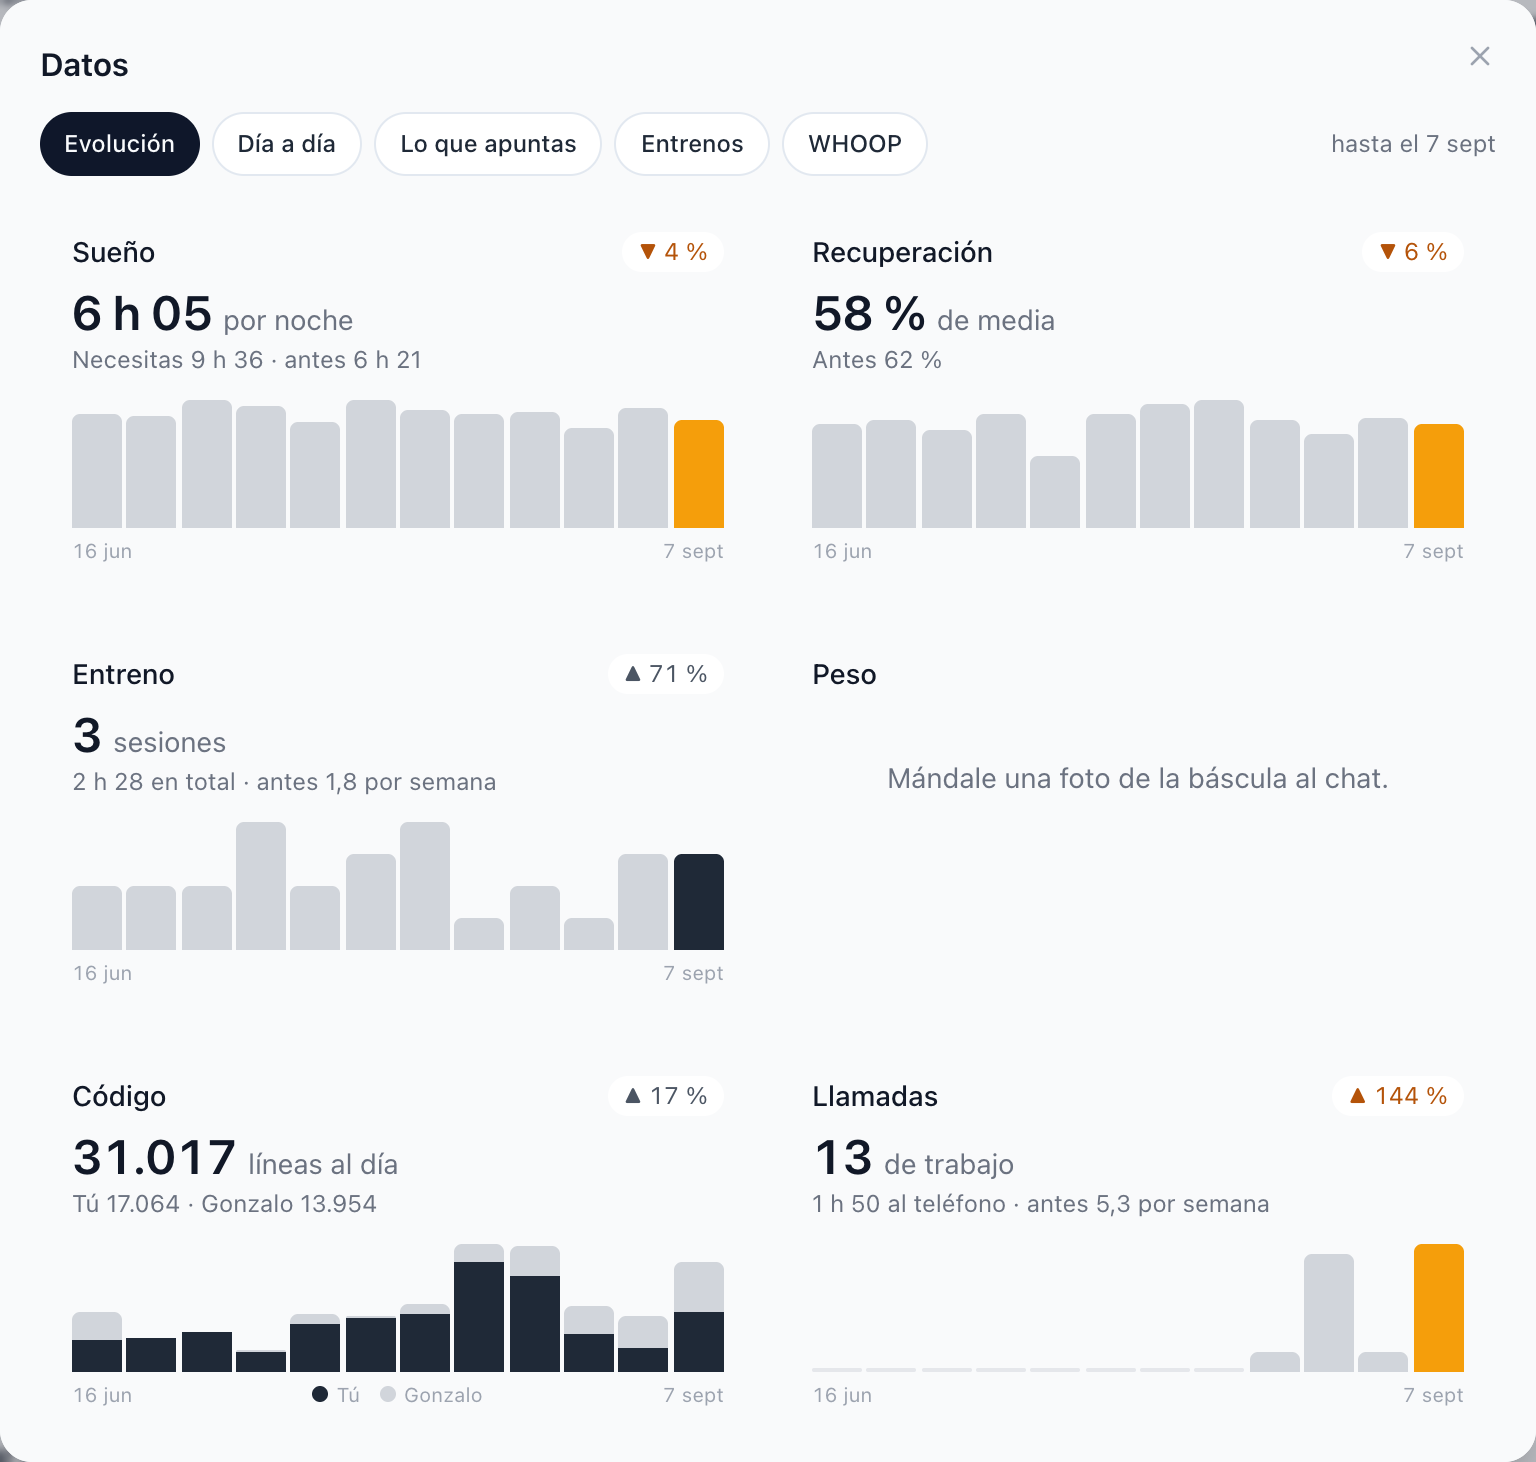 Datos
Evolución
Día a día
Lo que apuntas
Entrenos
WHOOP
hasta el 7 sept
Sueño
▼ 4 %
6 h 05 por noche
Necesitas 9 h 36 · antes 6 h 21
16 jun
7 sept
Recuperación
▼ 6 %
58 % de media
Antes 62 %
16 jun
7 sept
Entreno
▲ 71 %
3 sesiones
2 h 28 en total · antes 1,8 por semana
16 jun
7 sept
Peso
Mándale una foto de la báscula al chat.
Código
▲ 17 %
31.017 líneas al día
Tú 17.064 · Gonzalo 13.954
16 jun
Tú
Gonzalo
7 sept
Llamadas
▲ 144 %
13 de trabajo
1 h 50 al teléfono · antes 5,3 por semana
16 jun
7 sept